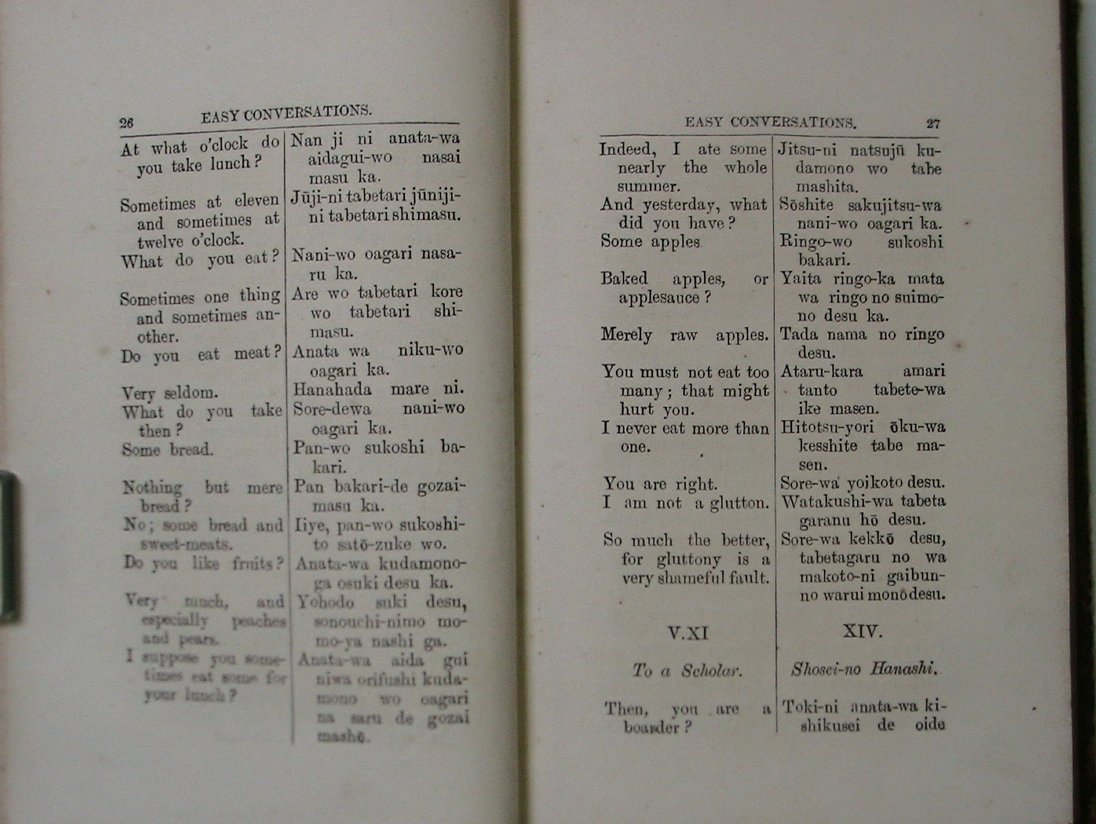 26
EASY CONVERSATIONS.
At what o'clock do
you take lunch?
Sometimes at eleven
and sometimes at
twelve o'clock.
What do you eat?
Sometimes one thing
and sometimes an-
other.
Do you eat meat?
Very seldom.
What do you take
then?
Some bread.
Nothing but mere
bread?
No; some bread and
sweet-meats.
Do you like fruits?
Very much, and
especially peaches
and pears.
I suppose you some-
times eat some for
your lunch?
Nan ji ni anata-wa
aidagui-wo nasai
masu ka.
Jūji-ni tabetari jūniji-
ni tabetari shimasu.
Nani-wo oagari nasa-
ru ka.
Are wo tabetari kore
wo tabetari shi-
masu.
Anata wa niku-wo
oagari ka.
Hanahada mare ni.
Sore-dewa nani-wo
oagari ka.
Pan-wo sukoshi ba-
kari.
Pan bakari-de gozai-
masu ka.
Iiye, pan-wo sukoshi-
to satō-zuke wo.
Anata-wa kudamono-
ga osuki desu ka.
Yohodo suki desu,
sonouchi-nimo mo-
mo-ya nashi ga.
Anata-wa aida gui
niwa orifushi kuda-
mono wo oagari
na saru de gozai
mashō.
EASY CONVERSATIONS.
27
Indeed, I ate some
nearly the whole
summer.
And yesterday, what
did you have?
Some apples
Baked apples, or
applesauce?
Merely raw apples.
You must not eat too
many; that might
hurt you.
I never eat more than
one.
You are right.
I am not a glutton.
So much the better,
for gluttony is a
very shameful fault.
V.XI
To a Scholar.
Then, you are a
boarder?
Jitsu-ni natsujū ku-
damono wo tabe
mashita.
Sōshite sakujitsu-wa
nani-wo oagari ka.
Ringo-wo sukoshi
bakari.
Yaita ringo-ka mata
wa ringo no suimo-
no desu ka.
Tada nama no ringo
desu.
Ataru-kara amari
tanto tabete-wa
ike masen.
Hitotsu-yori ōku-wa
kesshite tabe ma-
sen.
Sore-wa yoikoto desu.
Watakushi-wa tabeta
garanu hō desu.
Sore-wa kekkō desu,
tabetagaru no wa
makoto-ni gaibun-
no warui monō desu.
XIV.
Shosei-no Hanashi.
Toki-ni anata-wa ki-
shikusei de oide